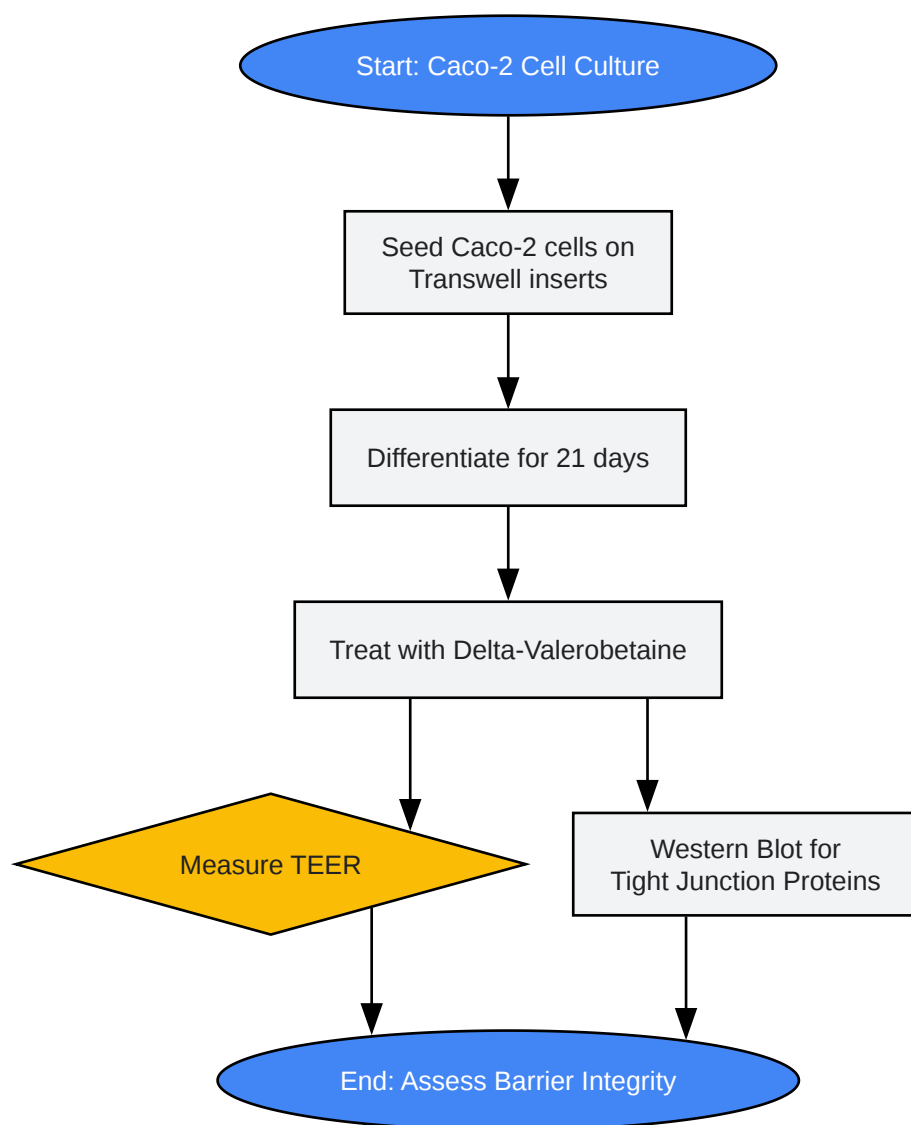 Start: Caco-2 Cell Culture
Seed Caco-2 cells on
Transwell inserts
Differentiate for 21 days
Treat with Delta-Valerobetaine
Measure TEER
Western Blot for
Tight Junction Proteins
End: Assess Barrier Integrity